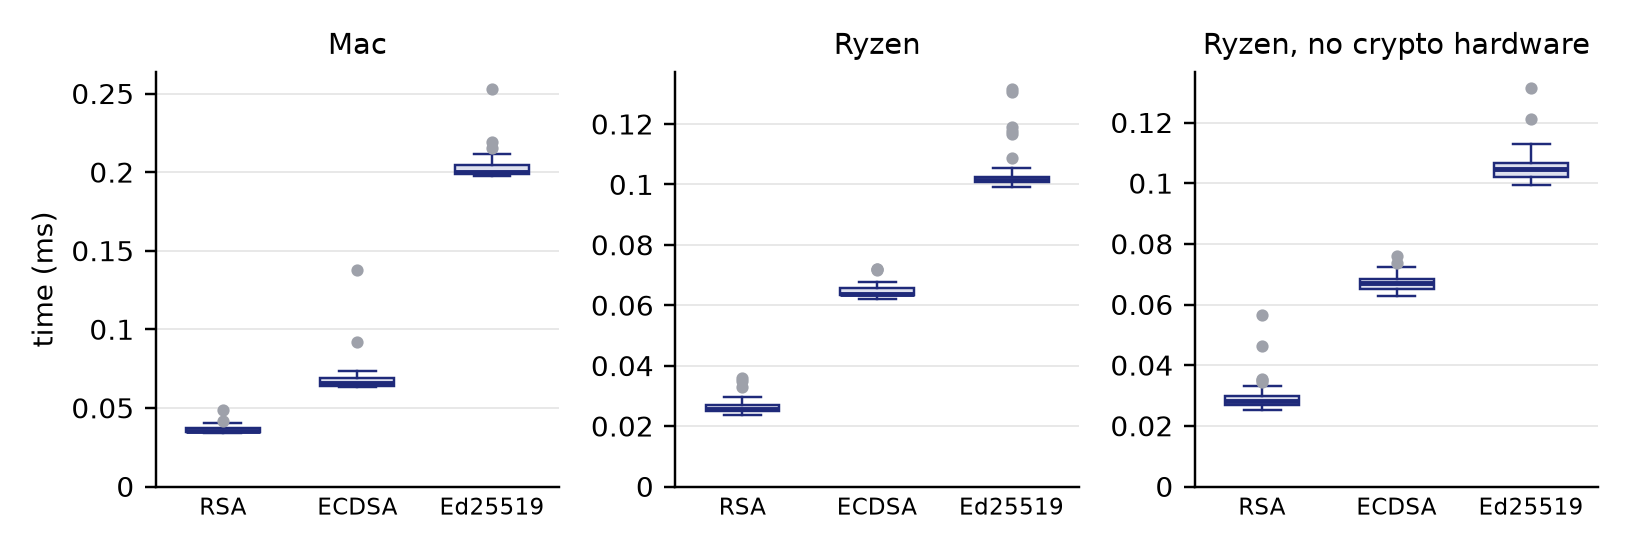 Mac
Ryzen
Ryzen, no crypto hardware
time (ms)
0.25
0.2
0.15
0.1
0.05
0
RSA
ECDSA
Ed25519
0.12
0.1
0.08
0.06
0.04
0.02
0
RSA
ECDSA
Ed25519
0.12
0.1
0.08
0.06
0.04
0.02
0
RSA
ECDSA
Ed25519